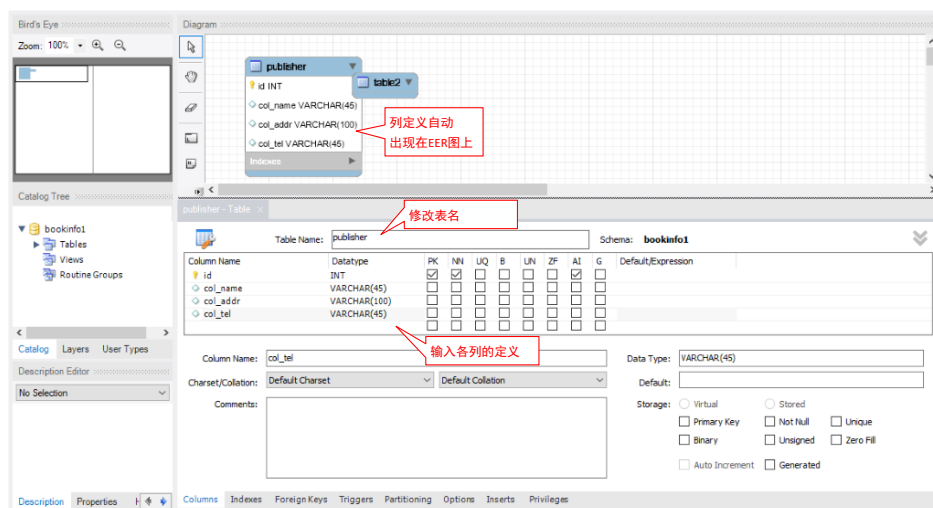 Bird's Eye
Zoom: 100%
Diagram
publisher
table2
id INT
col_name VARCHAR(45)
col_addr VARCHAR(100)
col_tel VARCHAR(45)
Indexes
列定义自动
出现在EER图上
Catalog Tree
bookinfo1
Tables
Views
Routine Groups
Catalog Layers User Types
Description Editor
No Selection
Description Properties H
publisher - Table ×
修改表名
Table Name: publisher Schema: bookinfo1
Column Name Datatype PK NN UQ B UN ZF AI G Default/Expression
id INT
col_name VARCHAR(45)
col_addr VARCHAR(100)
col_tel VARCHAR(45)
输入各列的定义
Column Name: col_tel Data Type: VARCHAR(45)
Charset/Collation: Default Charset Default Collation Default:
Comments: Storage: Virtual Stored
Primary Key Not Null Unique
Binary Unsigned Zero Fill
Auto Increment Generated
Columns Indexes Foreign Keys Triggers Partitioning Options Inserts Privileges